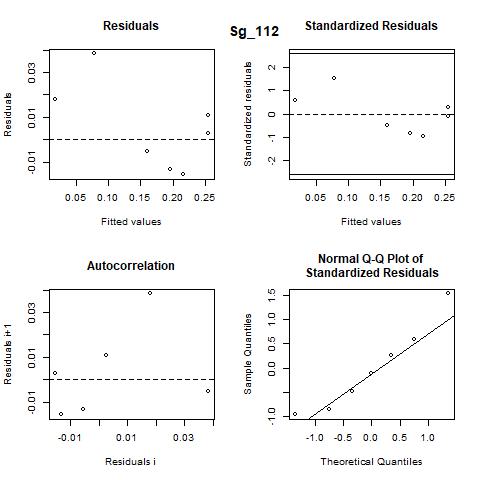 Sg_112
Residuals
Residuals
-0.01
0.01
0.03
0.05 0.10 0.15 0.20 0.25
Fitted values
Standardized Residuals
Standardized residuals
-2
-1
0
1
2
0.05 0.10 0.15 0.20 0.25
Fitted values
Autocorrelation
Residuals i+1
-0.01
0.01
0.03
-0.01 0.01 0.03
Residuals i
Normal Q-Q Plot of
Standardized Residuals
Sample Quantiles
-1.0
0.0
0.5
1.0
1.5
-1.0 -0.5 0.0 0.5 1.0
Theoretical Quantiles